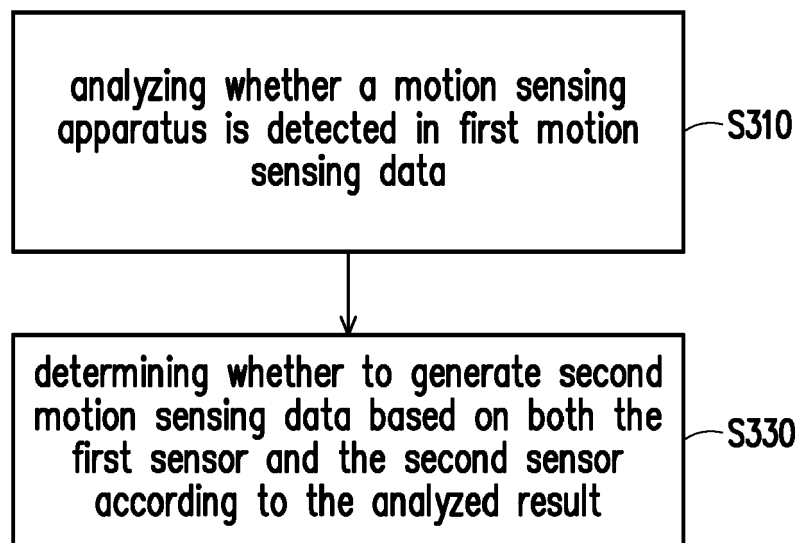 analyzing whether a motion sensing
apparatus is detected in first motion
sensing data
S310
determining whether to generate second
motion sensing data based on both the
first sensor and the second sensor
according to the analyzed result
S330